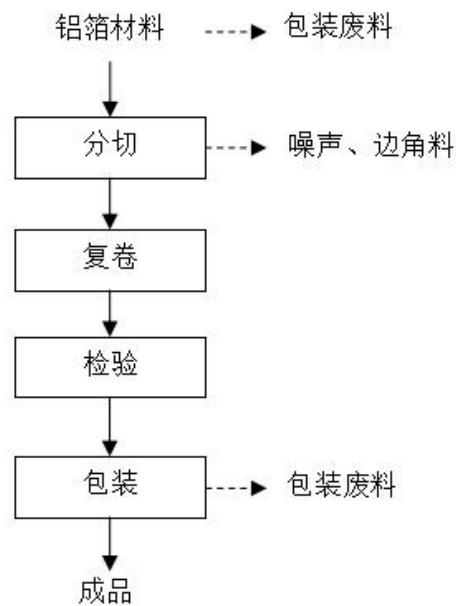 铝箔材料 包装废料
分切 噪声、边角料
复卷
检验
包装 包装废料
成品